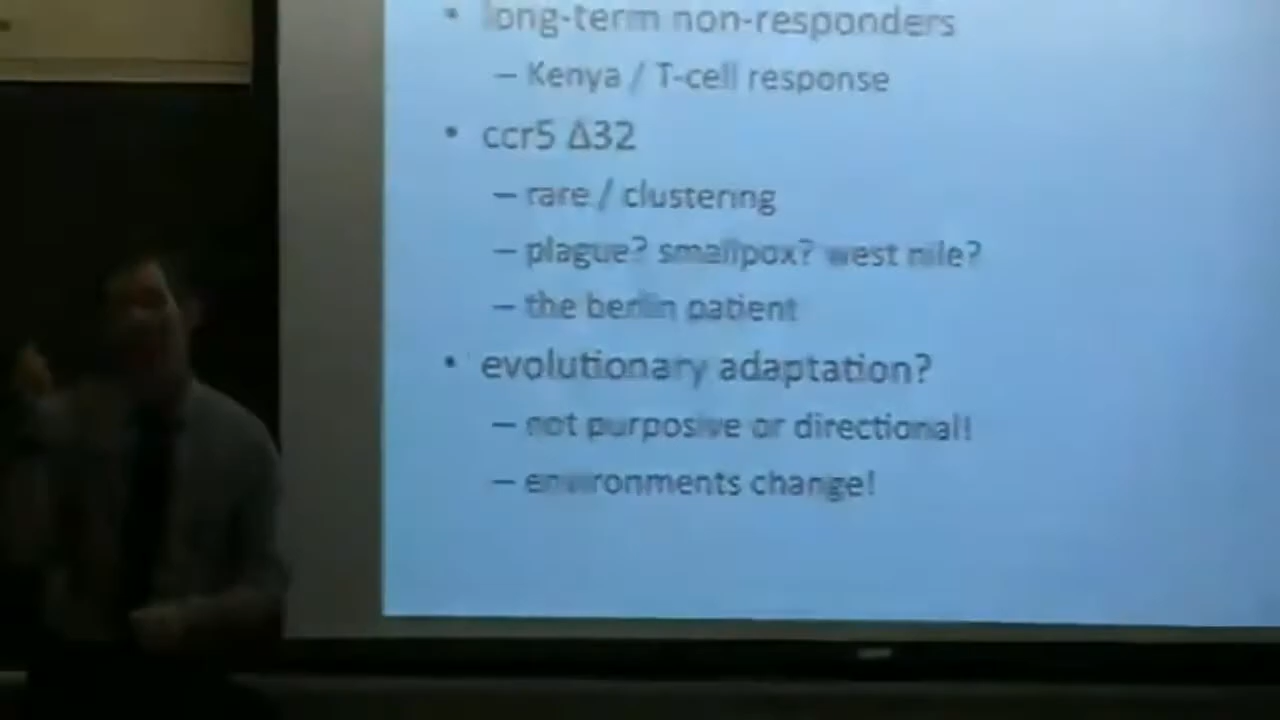 • long-term non-responders
– Kenya / T-cell response
• ccr5 Δ32
– rare / clustering
– plague? smallpox? west nile?
– the berlin patient
• evolutionary adaptation?
– not purposive or directional!
– environments change!